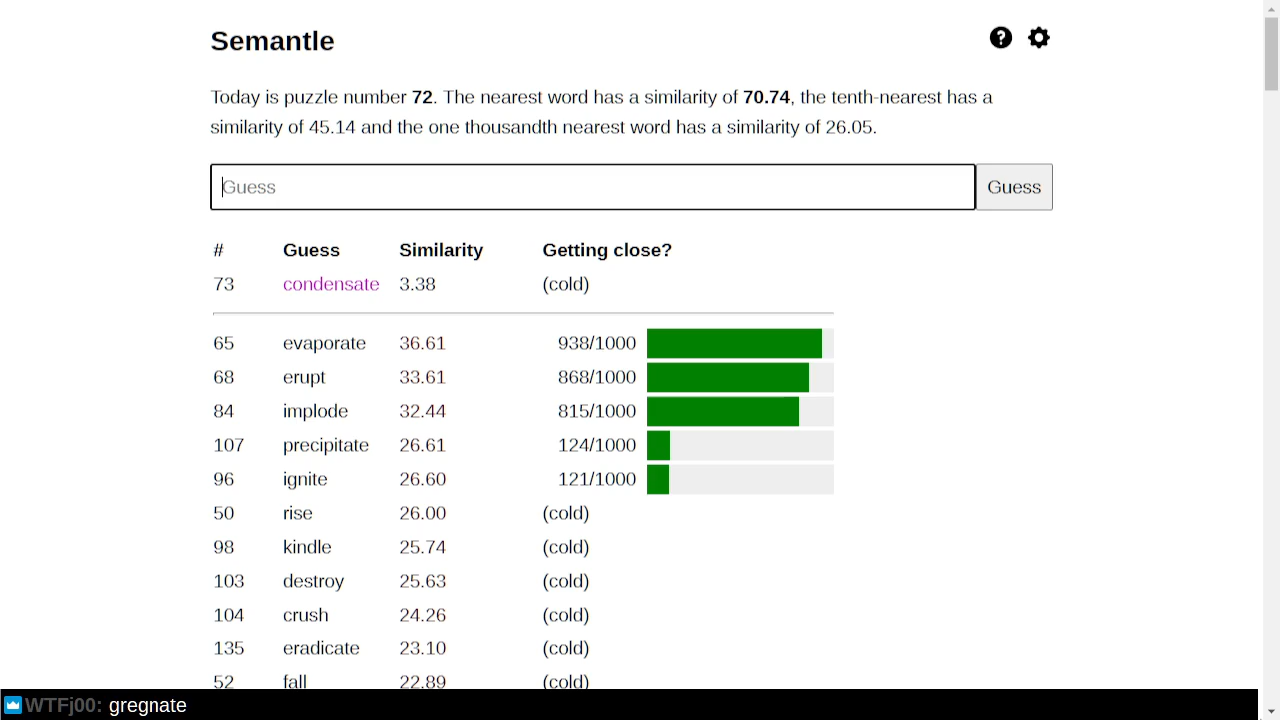 Semantle
Today is puzzle number 72. The nearest word has a similarity of 70.74, the tenth-nearest has a
similarity of 45.14 and the one thousandth nearest word has a similarity of 26.05.
Guess Guess
# Guess Similarity Getting close?
73 condensate 3.38 (cold)
65 evaporate 36.61 938/1000
68 erupt 33.61 868/1000
84 implode 32.44 815/1000
107 precipitate 26.61 124/1000
96 ignite 26.60 121/1000
50 rise 26.00 (cold)
98 kindle 25.74 (cold)
103 destroy 25.63 (cold)
104 crush 24.26 (cold)
135 eradicate 23.10 (cold)
52 fall 22.89 (cold)
WTFj00: gregnate